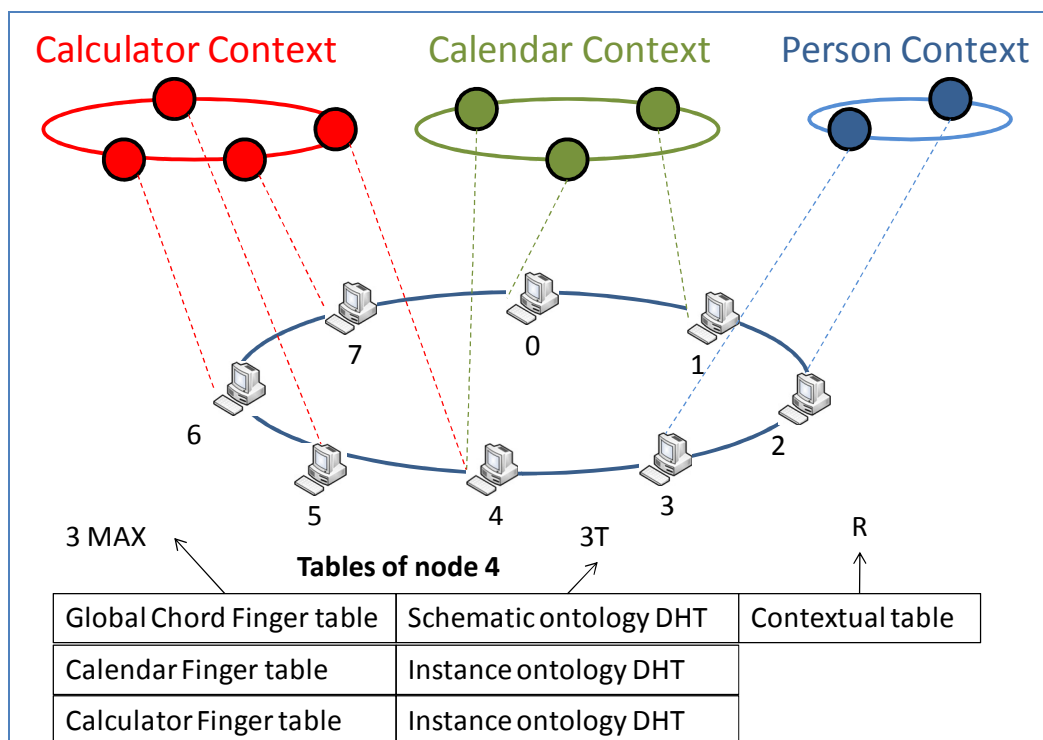 Calculator Context
Calendar Context
Person Context
7
0
1
6
2
5
4
3
3 MAX
3T
R
Tables of node 4
Global Chord Finger table
Schematic ontology DHT
Contextual table
Calendar Finger table
Instance ontology DHT
Calculator Finger table
Instance ontology DHT